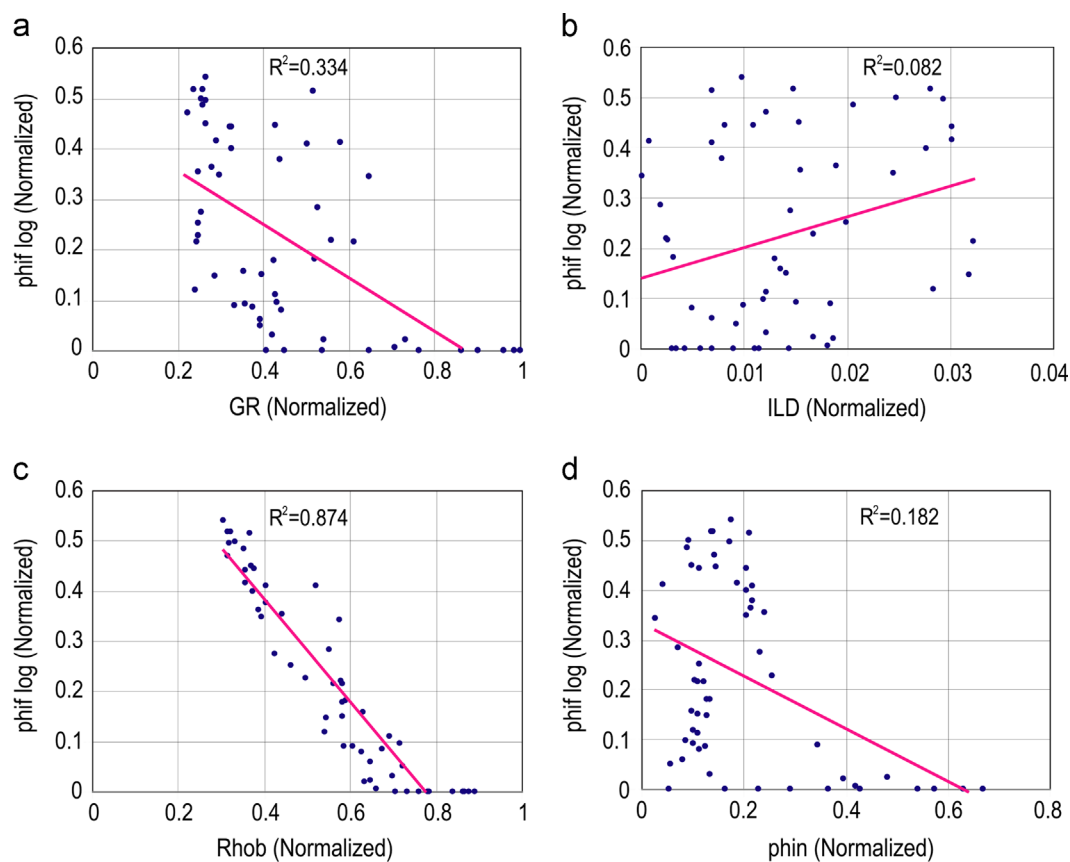 a
0.6
0.5
0.4
0.3
0.2
0.1
0
phif log (Normalized)
R²=0.334
0 0.2 0.4 0.6 0.8 1
GR (Normalized)
b
0.6
0.5
0.4
0.3
0.2
0.1
0
phif log (Normalized)
R²=0.082
0 0.01 0.02 0.03 0.04
ILD (Normalized)
c
0.6
0.5
0.4
0.3
0.2
0.1
0
phif log (Normalized)
R²=0.874
0 0.2 0.4 0.6 0.8 1
Rhob (Normalized)
d
0.6
0.5
0.4
0.3
0.2
0.1
0
phif log (Normalized)
R²=0.182
0 0.2 0.4 0.6 0.8
phin (Normalized)